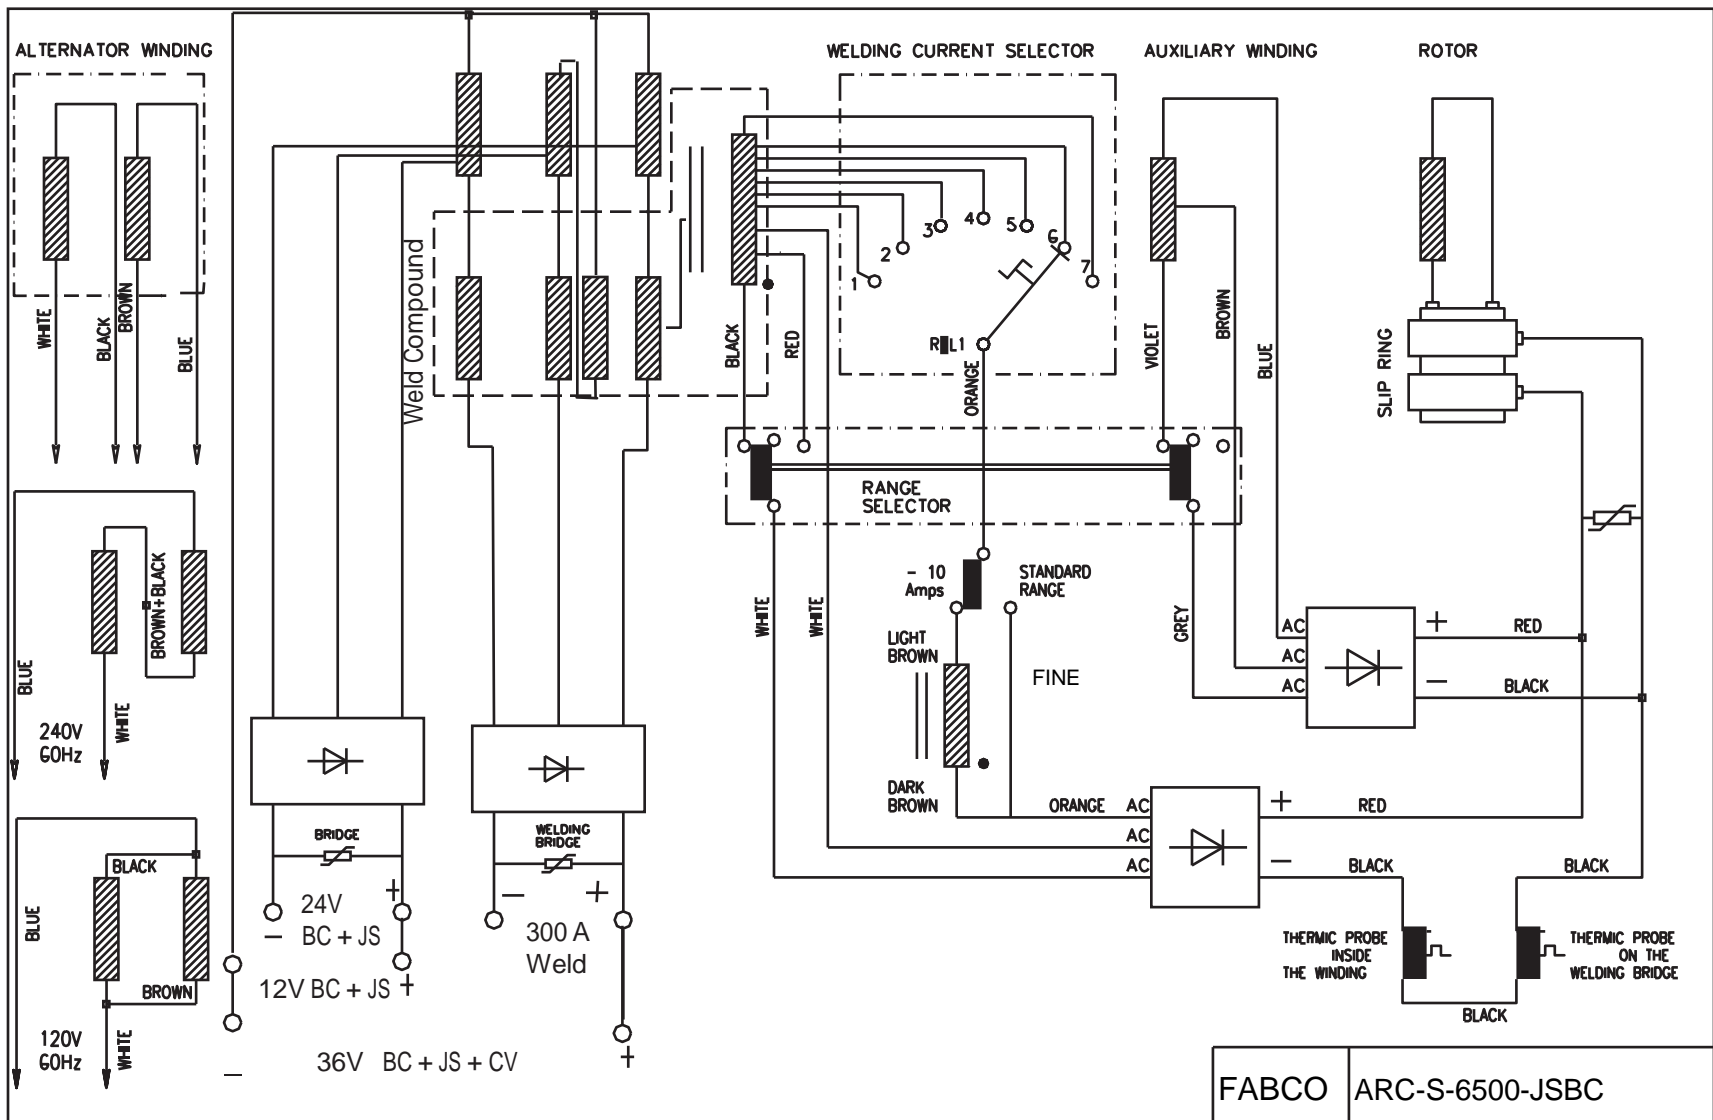 ALTERNATOR WINDING
WELDING CURRENT SELECTOR
AUXILIARY WINDING
ROTOR
WHITE
BLACK
BROWN
BLUE
Weld Compound
1
2
3
4
5
6
7
BLACK
RED
ORANGE
VIOLET
BROWN
BLUE
SLIP RING
RANGE
SELECTOR
BLUE
WHITE
BROWN+BLACK
240V
60Hz
- 10
Amps
STANDARD
RANGE
WHITE
WHITE
GREY
LIGHT
BROWN
FINE
DARK
BROWN
AC
AC
AC
+
RED
–
BLACK
ORANGE
AC
AC
AC
+
RED
–
BLACK
BLACK
BRIDGE
WELDING
BRIDGE
BLUE
BLACK
BROWN
WHITE
120V
60Hz
24V
+
– BC + JS
12V BC + JS +
–
+
300 A
Weld
36V BC + JS + CV
–
+
THERMIC PROBE
INSIDE
THE WINDING
THERMIC PROBE
ON THE
WELDING BRIDGE
BLACK
FABCO
ARC-S-6500-JSBC